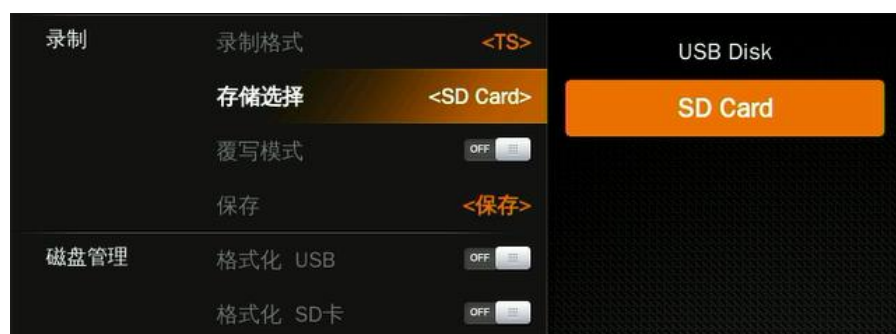 录制 录制格式 <TS>
存储选择 <SD Card>
覆写模式 OFF
保存 <保存>
磁盘管理 格式化 USB OFF
格式化 SD卡 OFF
USB Disk
SD Card